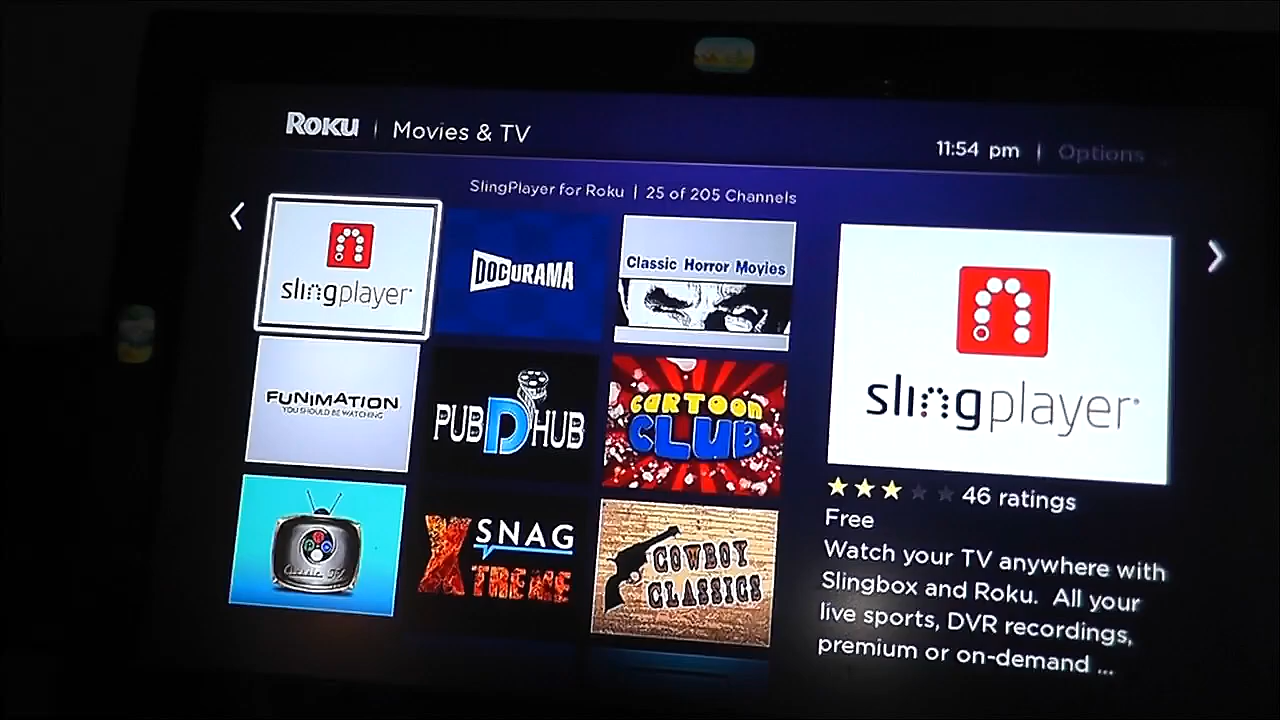 ROKU | Movies & TV
11:54 pm | Options
SlingPlayer for Roku | 25 of 205 Channels
slingplayer
DOCURAMA
Classic Horror Movies
FUNIMATION
YOU SHOULD BE WATCHING
PUB D HUB
CARTOON
CLUB
Classic TV
SNAG
XTREME
COWBOY
CLASSICS
slingplayer
46 ratings
Free
Watch your TV anywhere with
Slingbox and Roku. All your
live sports, DVR recordings,
premium or on-demand ...